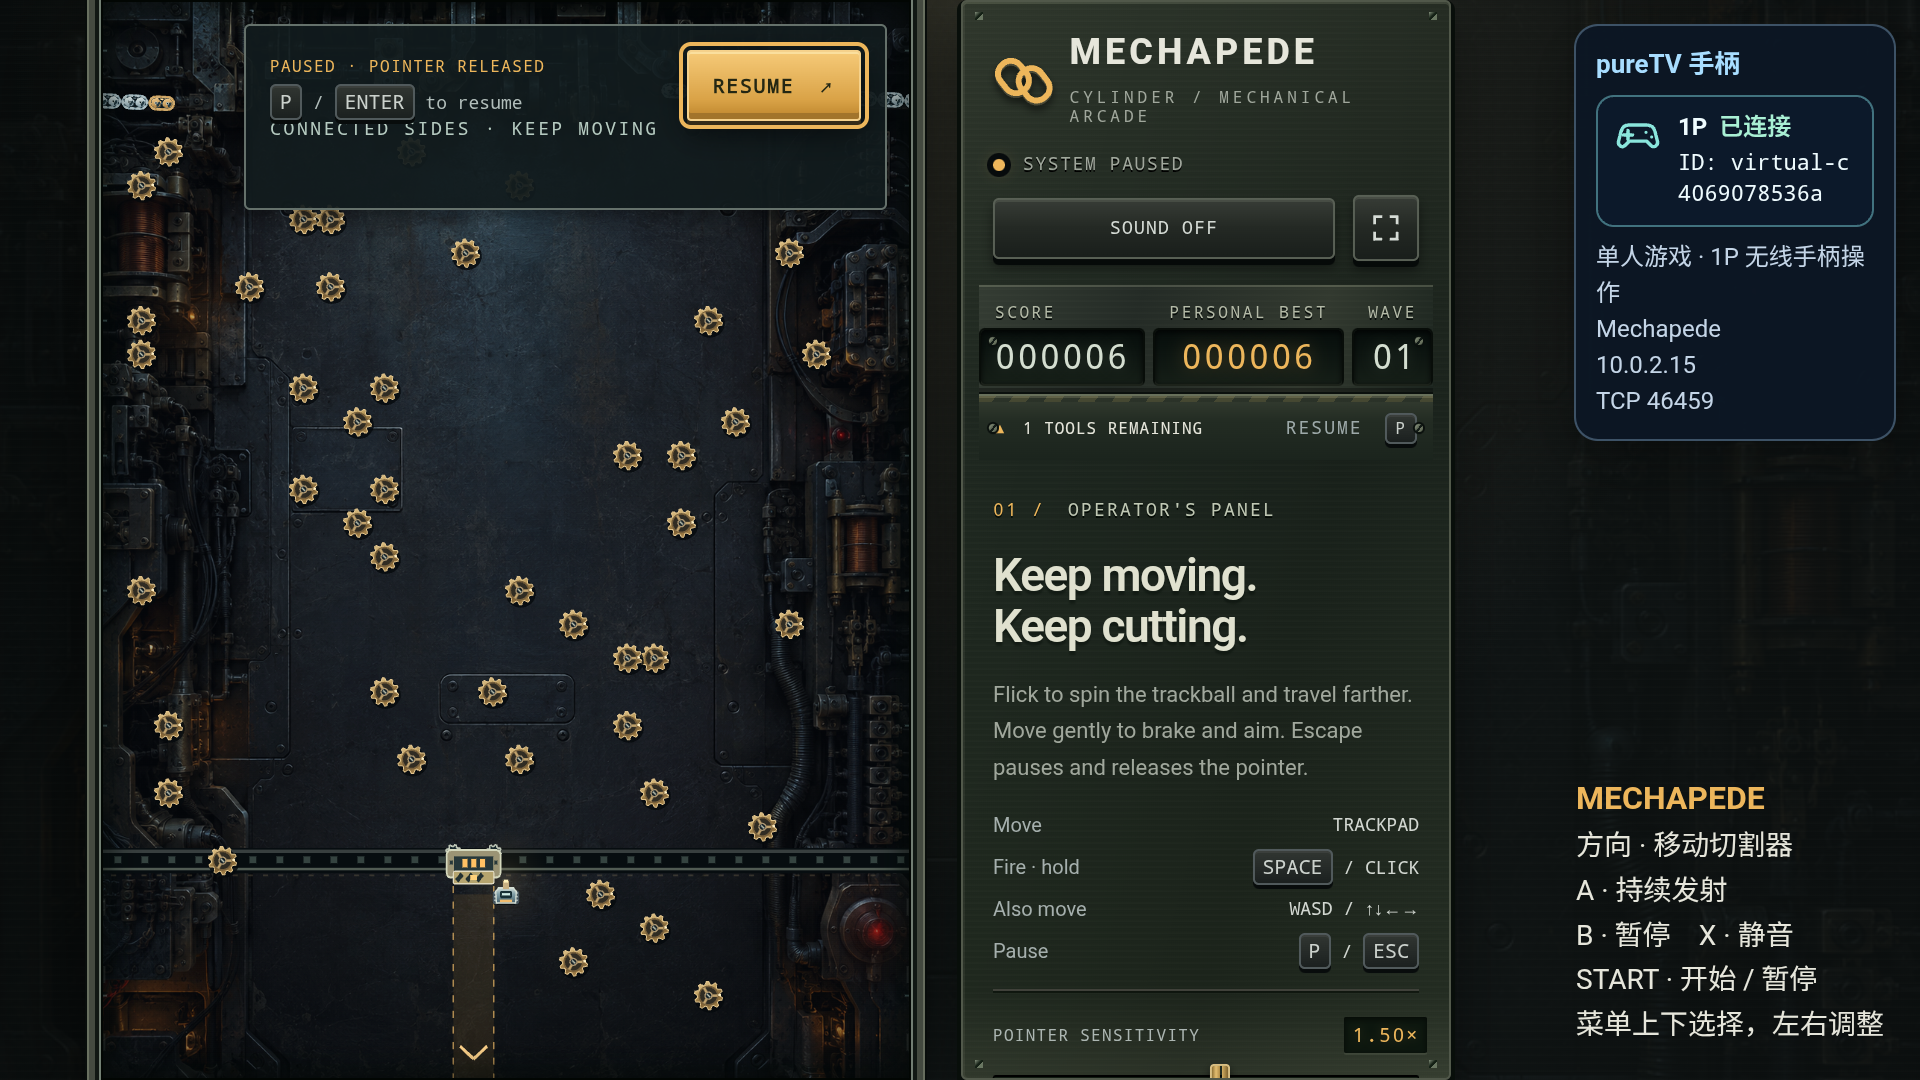 PAUSED · POINTER RELEASED
P / ENTER to resume
CONNECTED SIDES · KEEP MOVING
RESUME ↗
MECHAPEDE
CYLINDER / MECHANICAL
ARCADE
SYSTEM PAUSED
SOUND OFF
SCORE PERSONAL BEST WAVE
000006 000006 01
1 TOOLS REMAINING RESUME P
01 / OPERATOR'S PANEL
Keep moving.
Keep cutting.
Flick to spin the trackball and travel farther.
Move gently to brake and aim. Escape
pauses and releases the pointer.
Move TRACKPAD
Fire · hold SPACE / CLICK
Also move WASD / ↑↓←→
Pause P / ESC
POINTER SENSITIVITY 1.50×
pureTV 手柄
1P 已连接
ID: virtual-c
4069078536a
单人游戏 · 1P 无线手柄操
作
Mechapede
10.0.2.15
TCP 46459
MECHAPEDE
方向 · 移动切割器
A · 持续发射
B · 暂停 X · 静音
START · 开始 / 暂停
菜单上下选择，左右调整